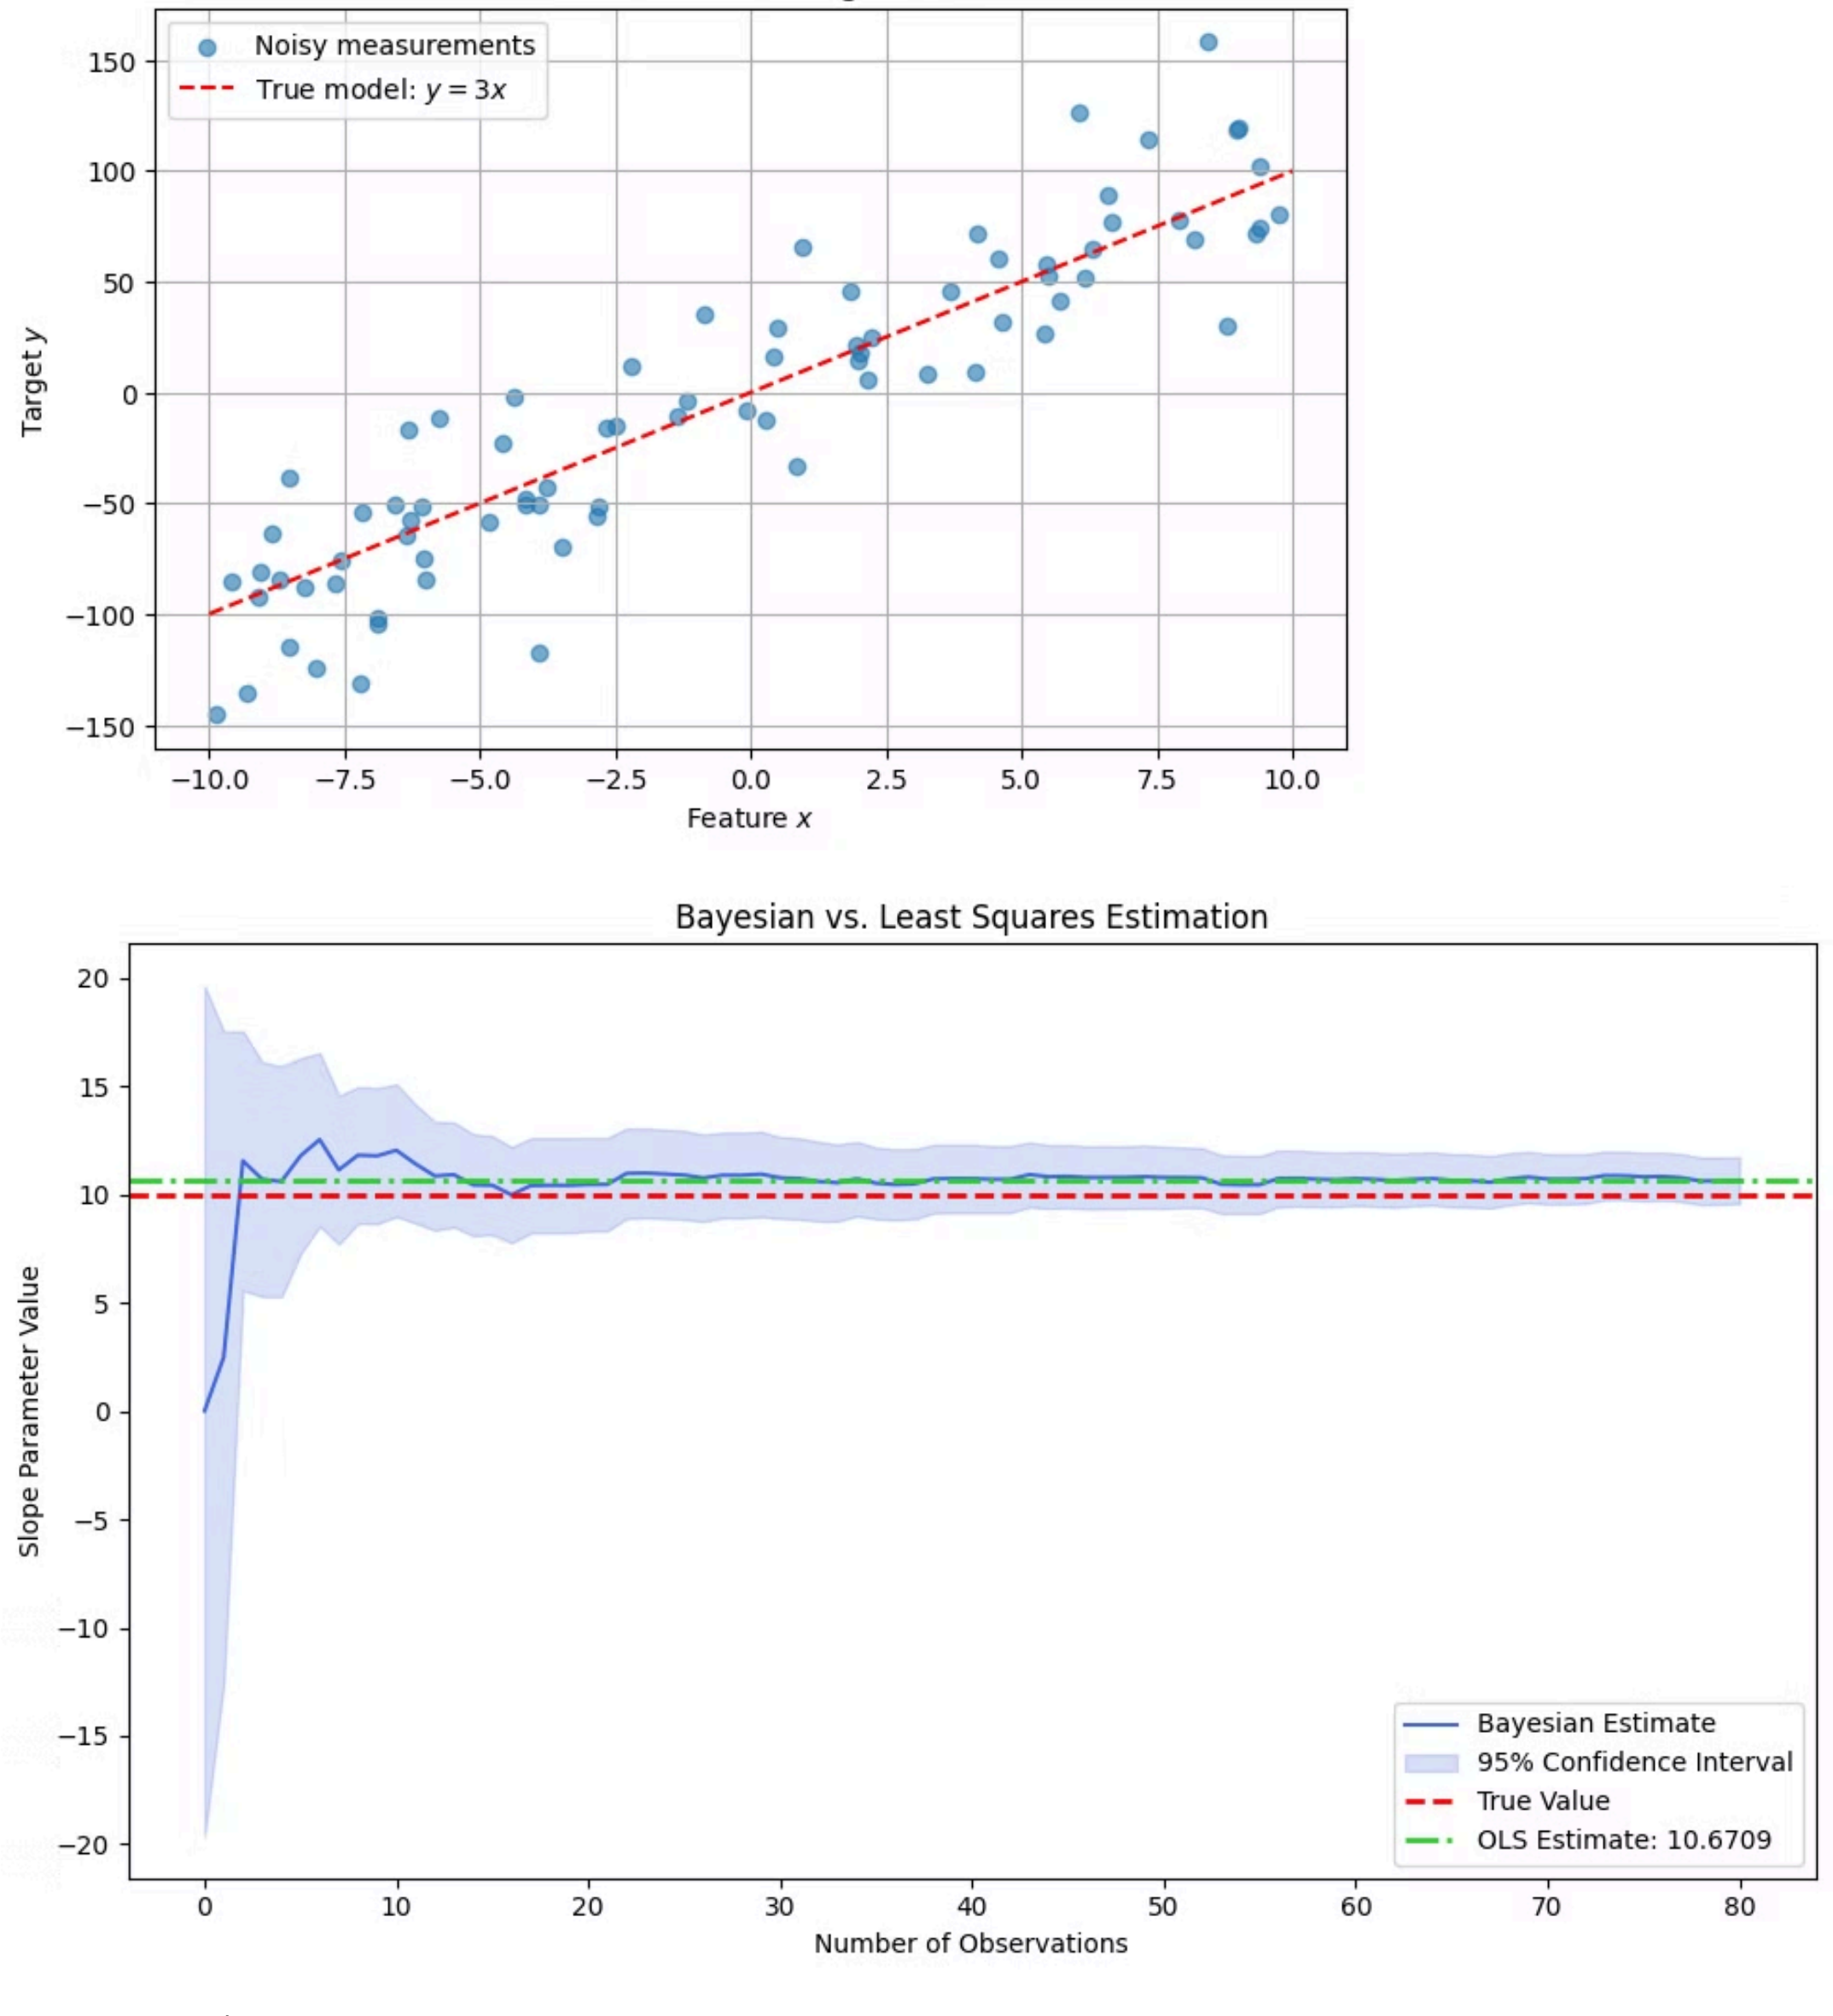 Noisy measurements
True model: y = 3x
150
100
50
0
−50
−100
−150
Target y
−10.0 −7.5 −5.0 −2.5 0.0 2.5 5.0 7.5 10.0
Feature x
Bayesian vs. Least Squares Estimation
20
15
10
5
0
−5
−10
−15
−20
Slope Parameter Value
Bayesian Estimate
95% Confidence Interval
True Value
OLS Estimate: 10.6709
0 10 20 30 40 50 60 70 80
Number of Observations